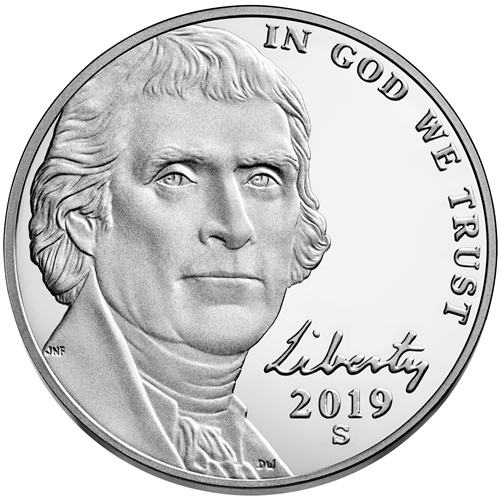 IN GOD WE TRUST
Liberty
2019
S
JNF
DW